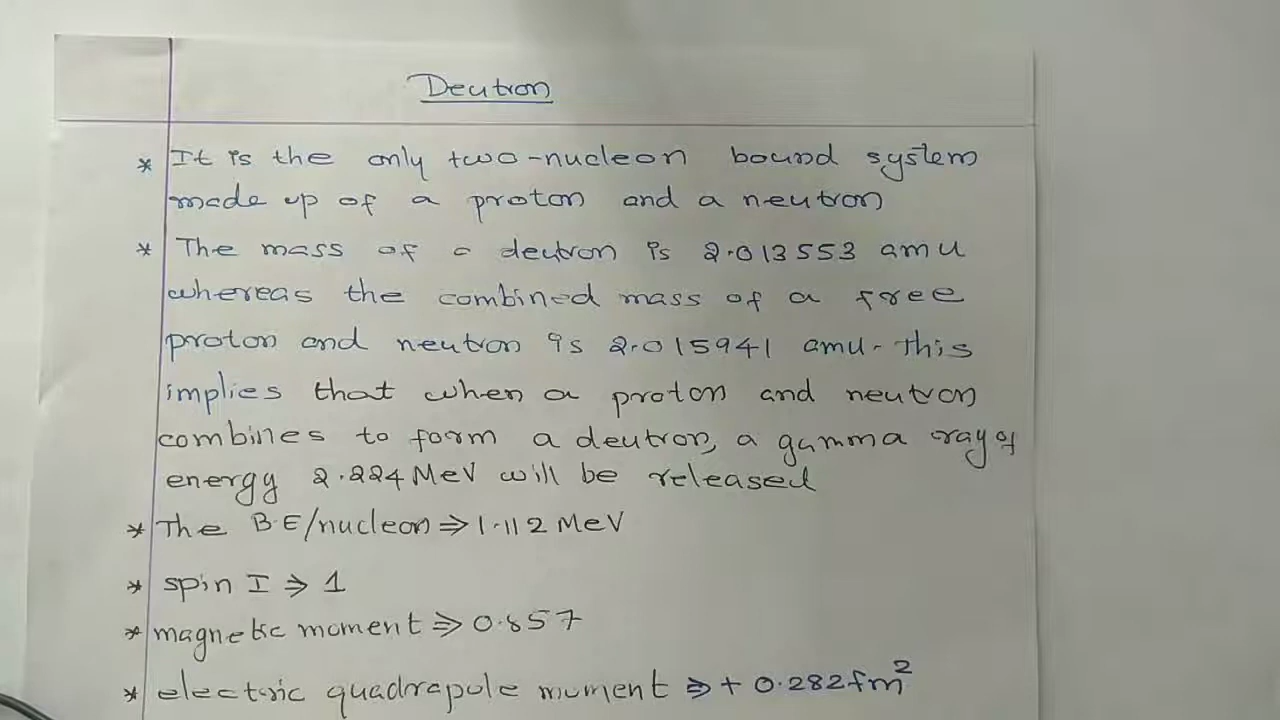 Deutron
* It is the only two-nucleon bound system
made up of a proton and a neutron
* The mass of a deutron is 2.013553 amu
whereas the combined mass of a free
proton and neutron is 2.015941 amu. This
implies that when a proton and neutron
combines to form a deutron, a gamma ray of
energy 2.224 MeV will be released
* The B.E/nucleon ⇒ 1.112 MeV
* spin I ⇒ 1
* magnetic moment ⇒ 0.857
* electric quadrapole mument ⇒ + 0.282 fm²